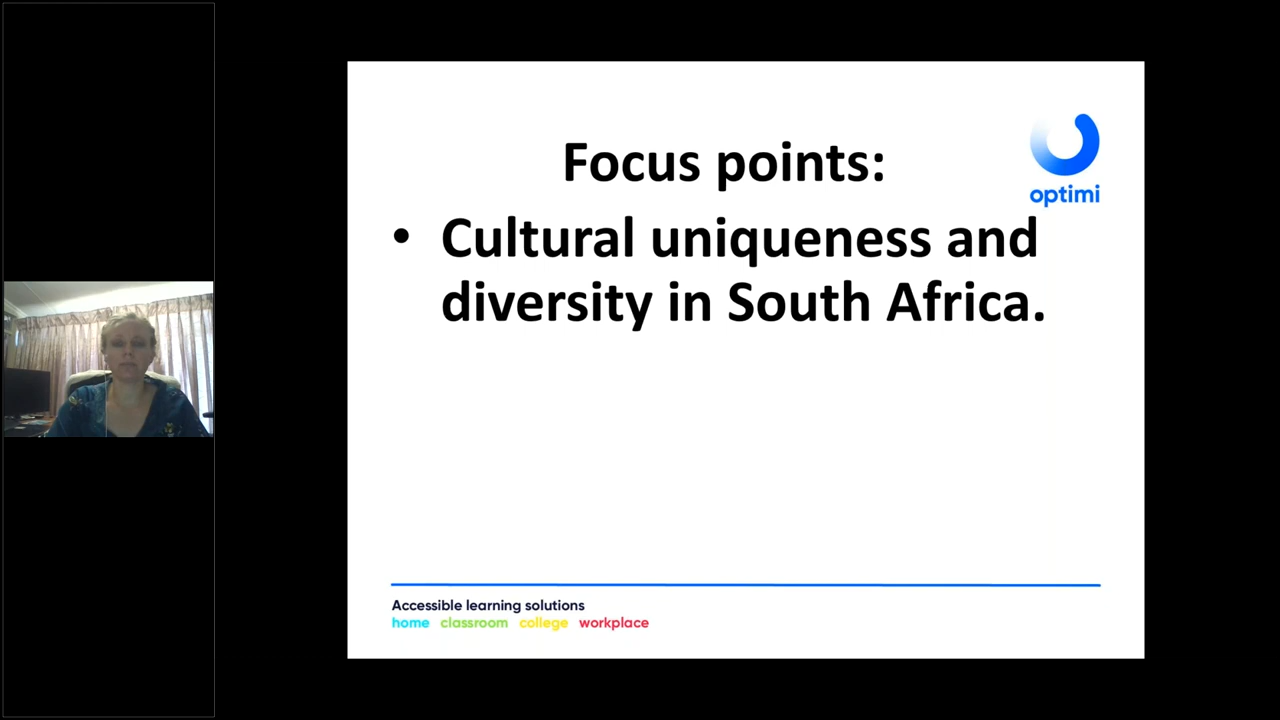 Focus points:
optimi
• Cultural uniqueness and
diversity in South Africa.
Accessible learning solutions
home classroom college workplace